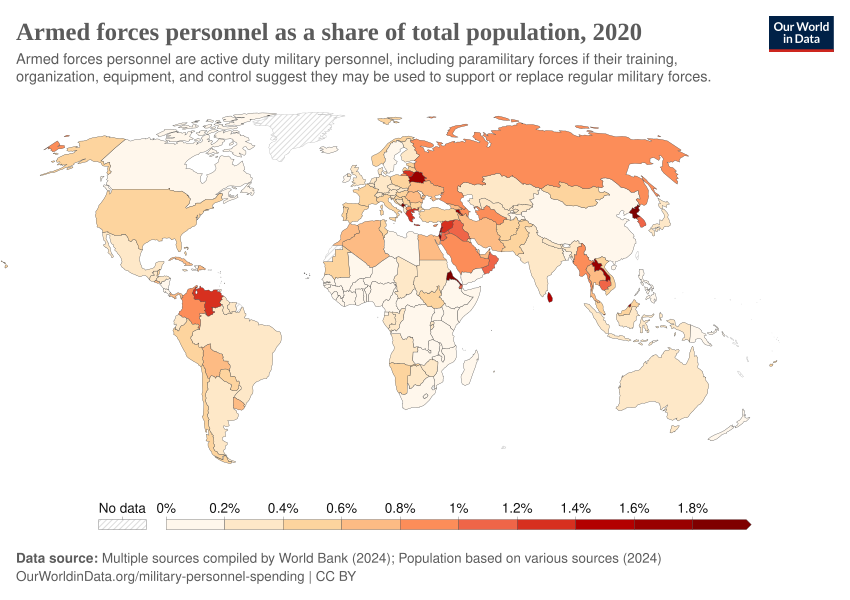 Armed forces personnel as a share of total population, 2020
Our World
in Data
Armed forces personnel are active duty military personnel, including paramilitary forces if their training,
organization, equipment, and control suggest they may be used to support or replace regular military forces.
No data 0% 0.2% 0.4% 0.6% 0.8% 1% 1.2% 1.4% 1.6% 1.8%
Data source: Multiple sources compiled by World Bank (2024); Population based on various sources (2024)
OurWorldinData.org/military-personnel-spending | CC BY